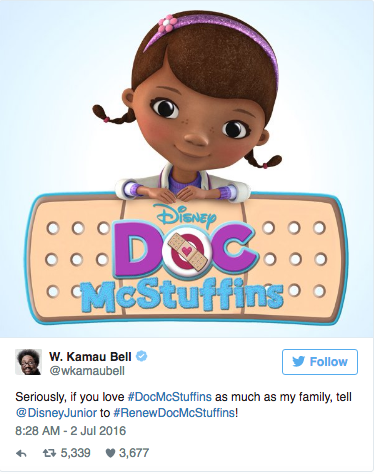 Disney
DOC
McStuffins
W. Kamau Bell
@wkamaubell
Follow
Seriously, if you love #DocMcStuffins as much as my family, tell
@DisneyJunior to #RenewDocMcStuffins!
8:28 AM - 2 Jul 2016
5,339 3,677